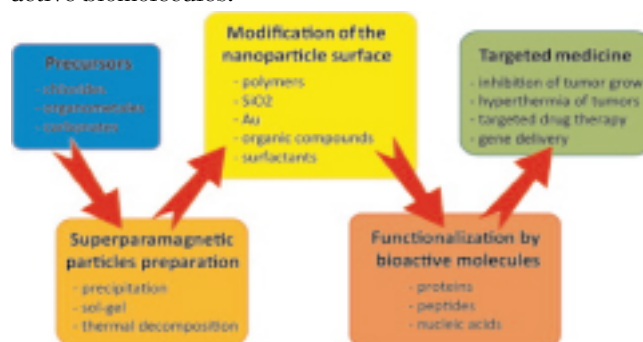 active biomolecules.
Precursors
Modification of the
nanoparticle surface
- polymers
- SiO2
- Au
- organic compounds
- surfactants
Targeted medicine
- inhibition of tumor grow
- hyperthermia of tumors
- targeted drug therapy
- gene delivery
Superparamagnetic
particles preparation
- precipitation
- sol-gel
- thermal decomposition
Functionalization by
bioactive molecules
- proteins
- peptides
- nucleic acids